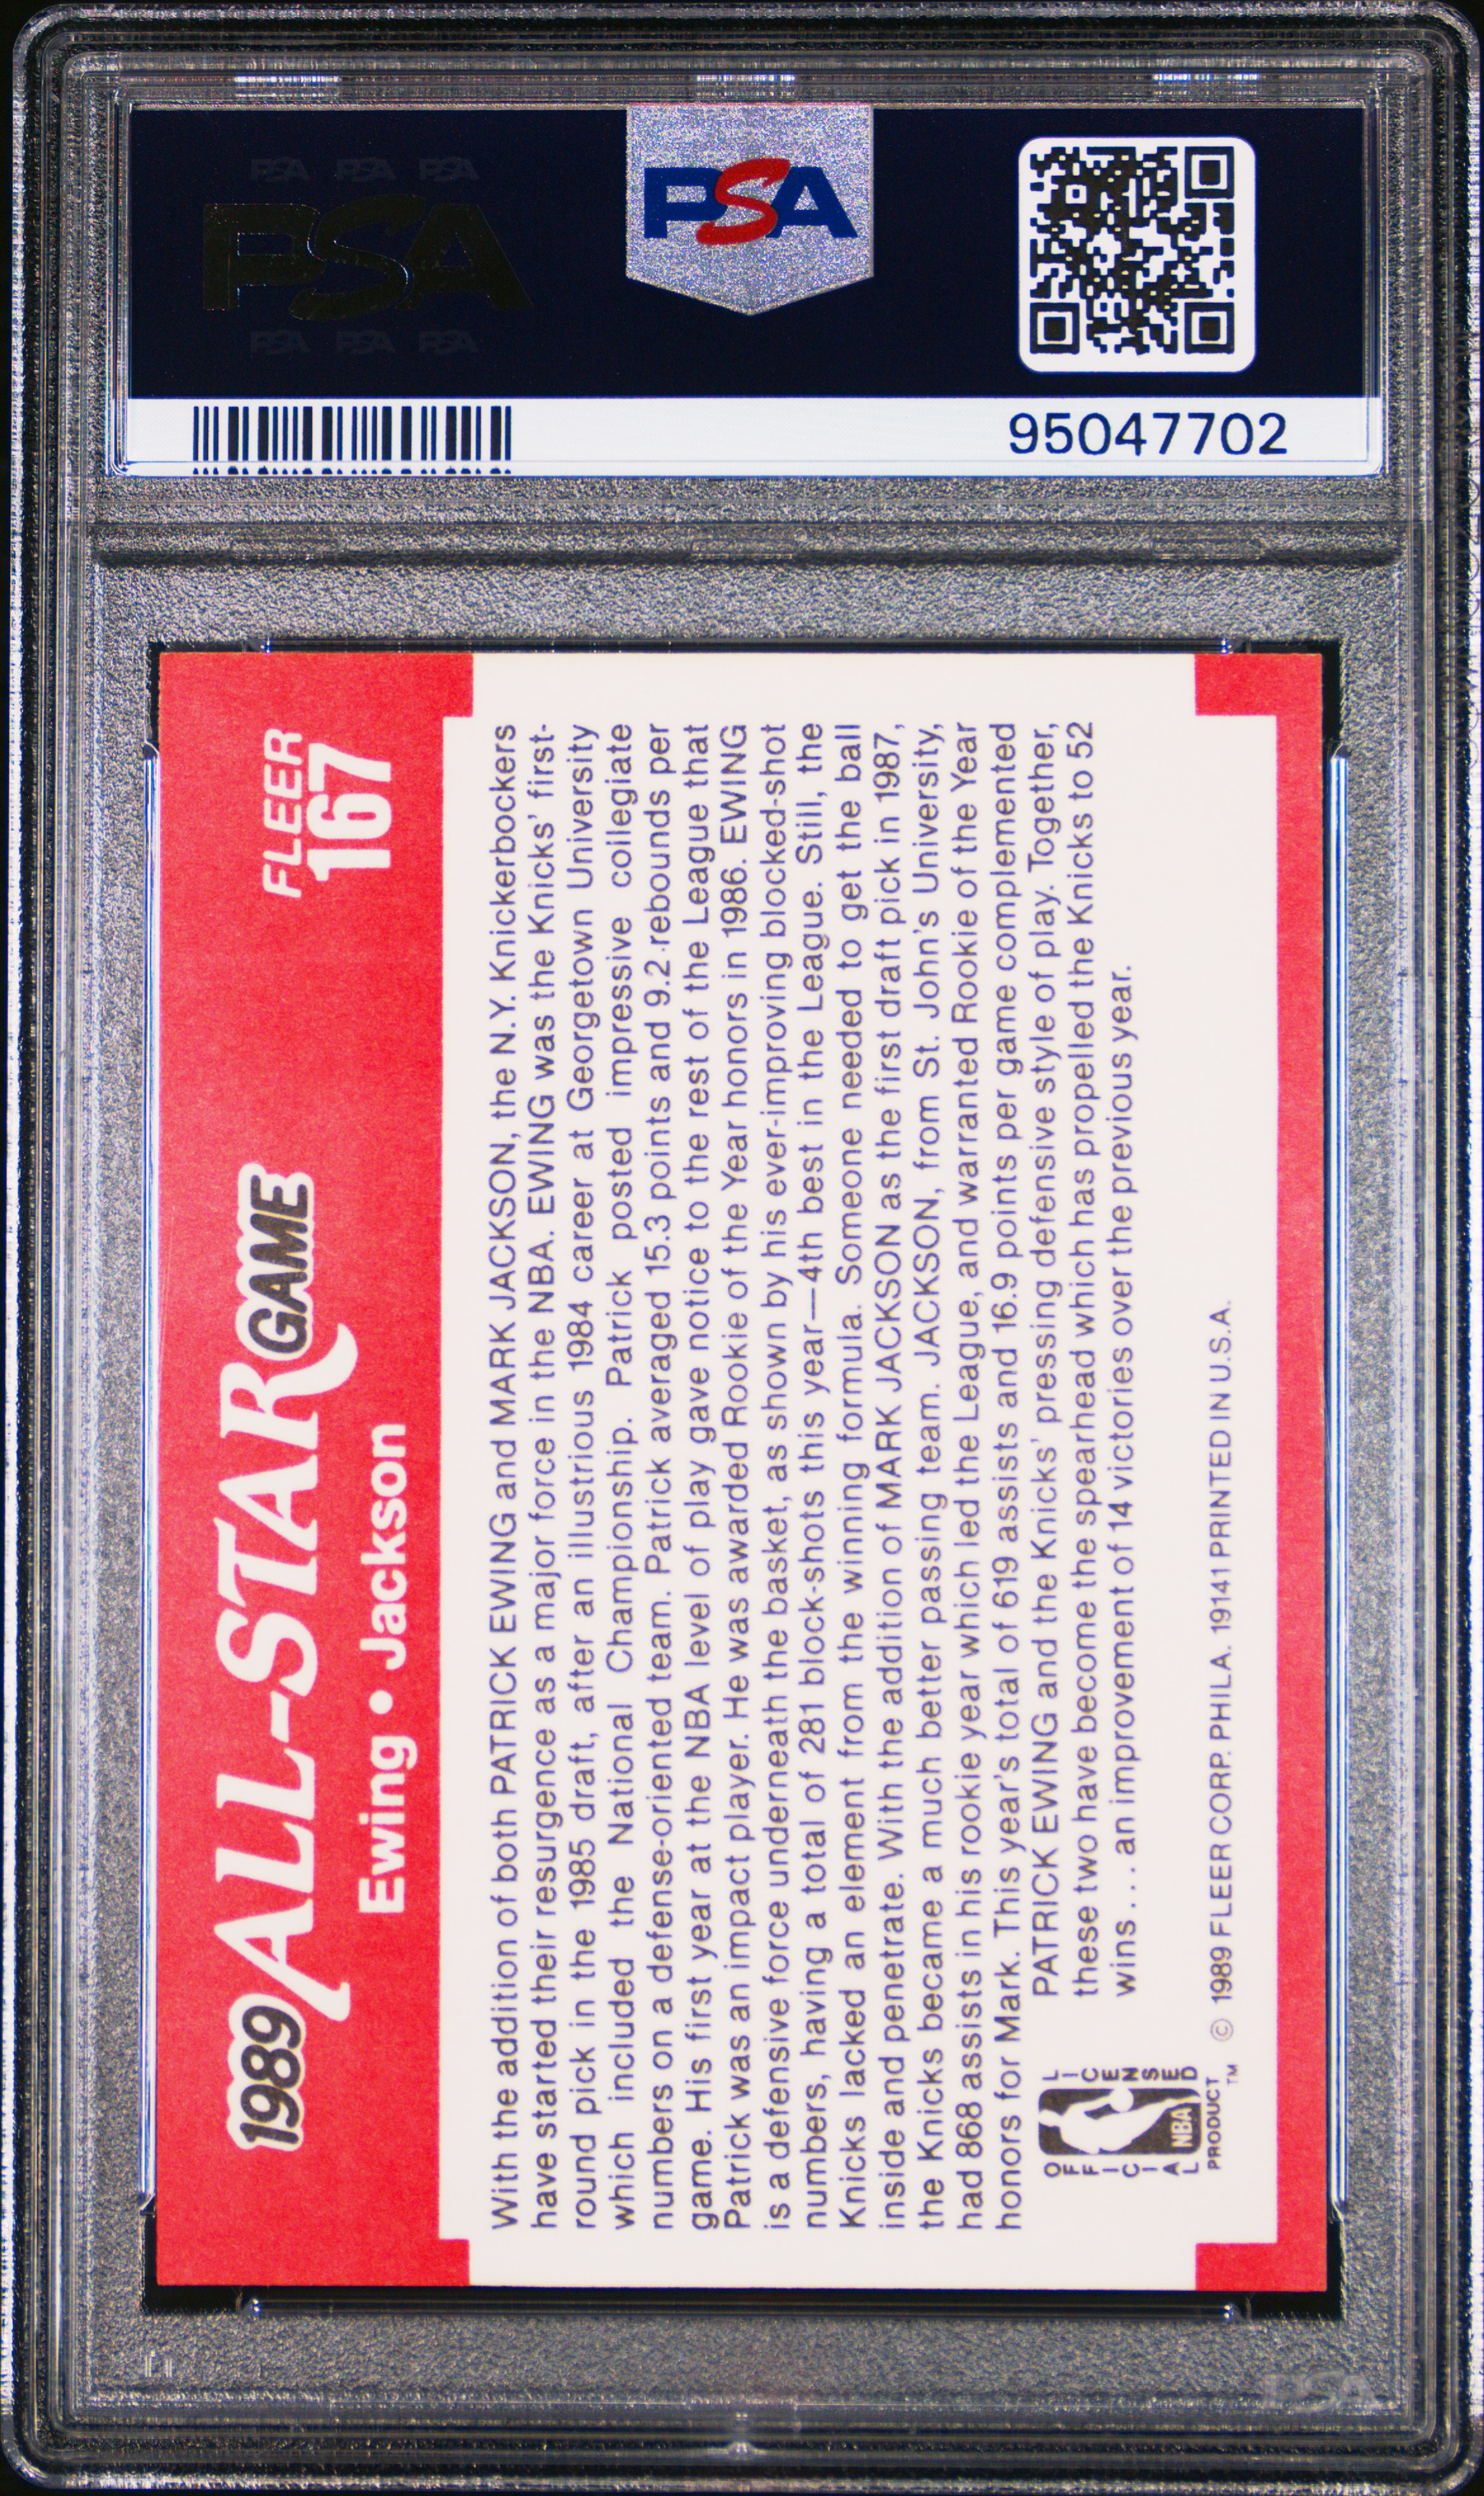 PSA PSA PSA
PSA
PSA PSA PSA
PSA
95047702
1989 ALL-STAR GAME
FLEER
167
Ewing • Jackson
With the addition of both PATRICK EWING and MARK JACKSON, the N.Y. Knickerbockers
have started their resurgence as a major force in the NBA. EWING was the Knicks' first-
round pick in the 1985 draft, after an illustrious 1984 career at Georgetown University
which included the National Championship. Patrick posted impressive collegiate
numbers on a defense-oriented team. Patrick averaged 15.3 points and 9.2 rebounds per
game. His first year at the NBA level of play gave notice to the rest of the League that
Patrick was an impact player. He was awarded Rookie of the Year honors in 1986. EWING
is a defensive force underneath the basket, as shown by his ever-improving blocked-shot
numbers, having a total of 281 block-shots this year—4th best in the League. Still, the
Knicks lacked an element from the winning formula. Someone needed to get the ball
inside and penetrate. With the addition of MARK JACKSON as the first draft pick in 1987,
the Knicks became a much better passing team. JACKSON, from St. John's University,
had 868 assists in his rookie year which led the League, and warranted Rookie of the Year
honors for Mark. This year's total of 619 assists and 16.9 points per game complemented
PATRICK EWING and the Knicks' pressing defensive style of play. Together,
these two have become the spearhead which has propelled the Knicks to 52
wins . . . an improvement of 14 victories over the previous year.
OFFICIAL LICENSED
NBA
PRODUCT ™
© 1989 FLEER CORP. PHILA. 19141 PRINTED IN U.S.A.
PSA